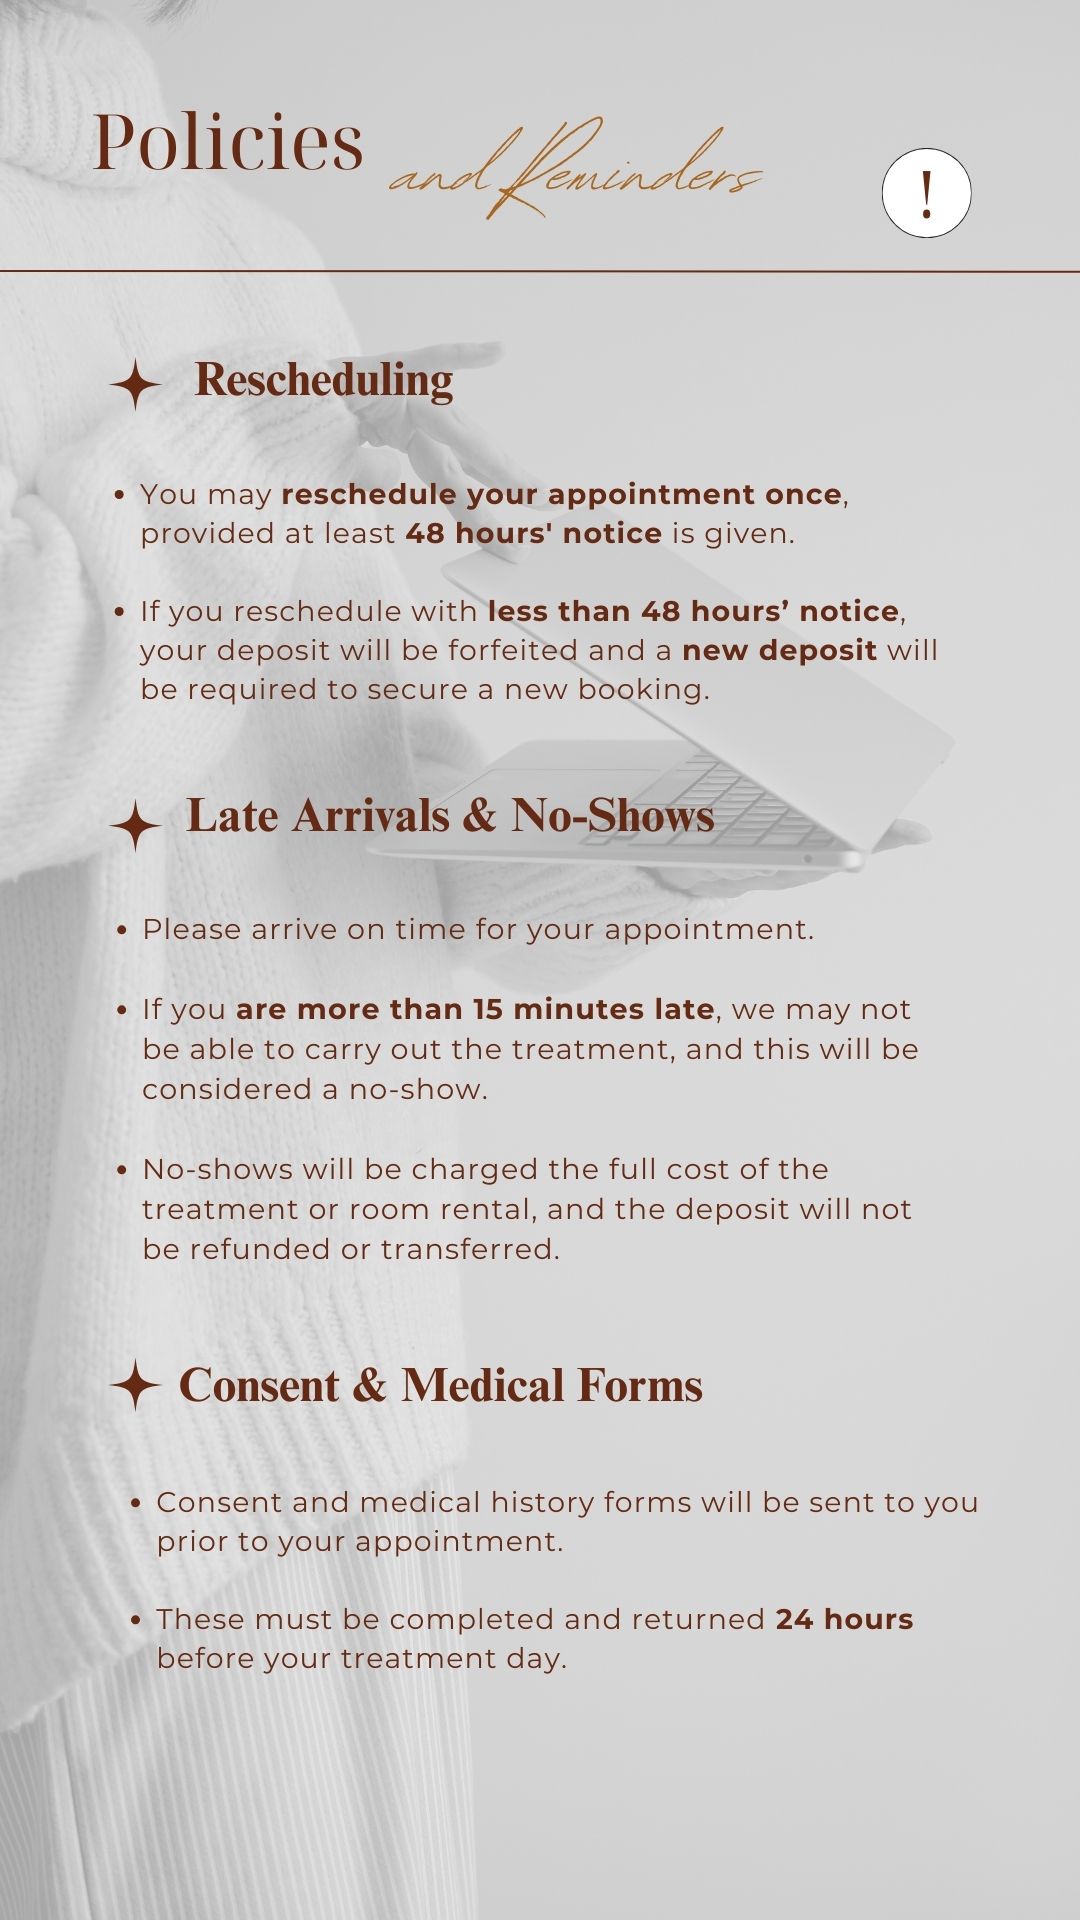 Policies and Reminders
!
Rescheduling
• You may reschedule your appointment once,
provided at least 48 hours' notice is given.
• If you reschedule with less than 48 hours’ notice,
your deposit will be forfeited and a new deposit will
be required to secure a new booking.
Late Arrivals & No-Shows
• Please arrive on time for your appointment.
• If you are more than 15 minutes late, we may not
be able to carry out the treatment, and this will be
considered a no-show.
• No-shows will be charged the full cost of the
treatment or room rental, and the deposit will not
be refunded or transferred.
Consent & Medical Forms
• Consent and medical history forms will be sent to you
prior to your appointment.
• These must be completed and returned 24 hours
before your treatment day.